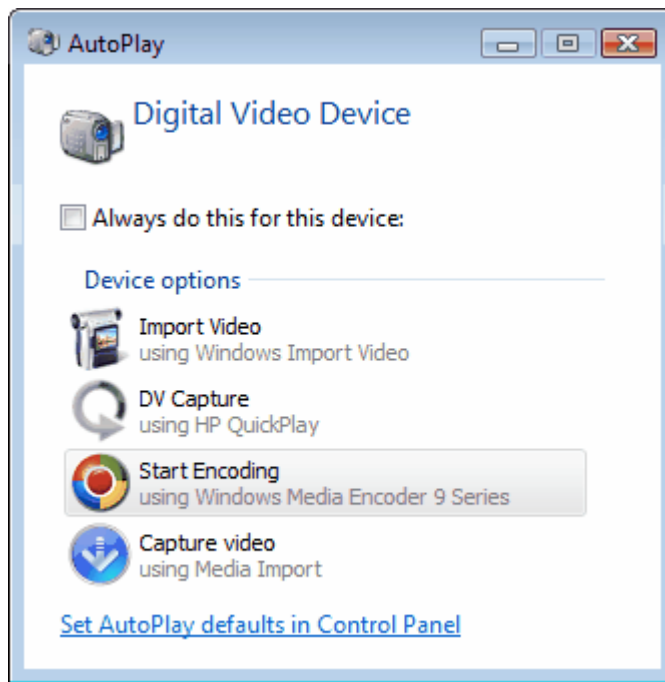 AutoPlay
Digital Video Device
Always do this for this device:
Device options
Import Video
using Windows Import Video
DV Capture
using HP QuickPlay
Start Encoding
using Windows Media Encoder 9 Series
Capture video
using Media Import
Set AutoPlay defaults in Control Panel